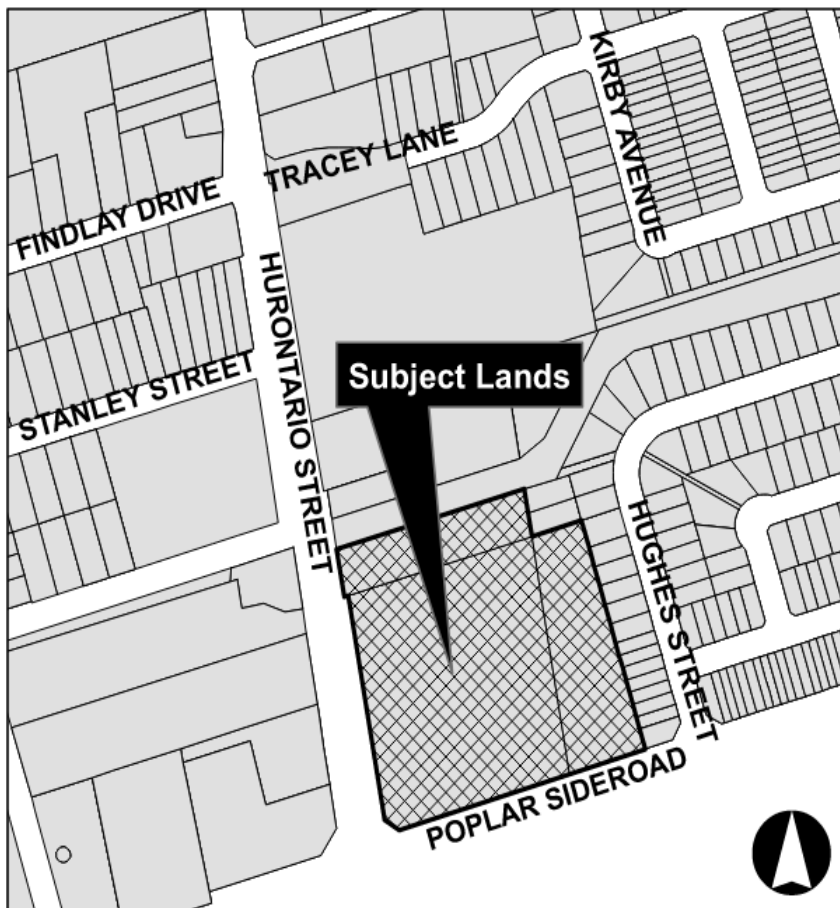 KIRBY AVENUE
TRACEY LANE
FINDLAY DRIVE
HURONTARIO STREET
STANLEY STREET
Subject Lands
HUGHES STREET
POPLAR SIDEROAD